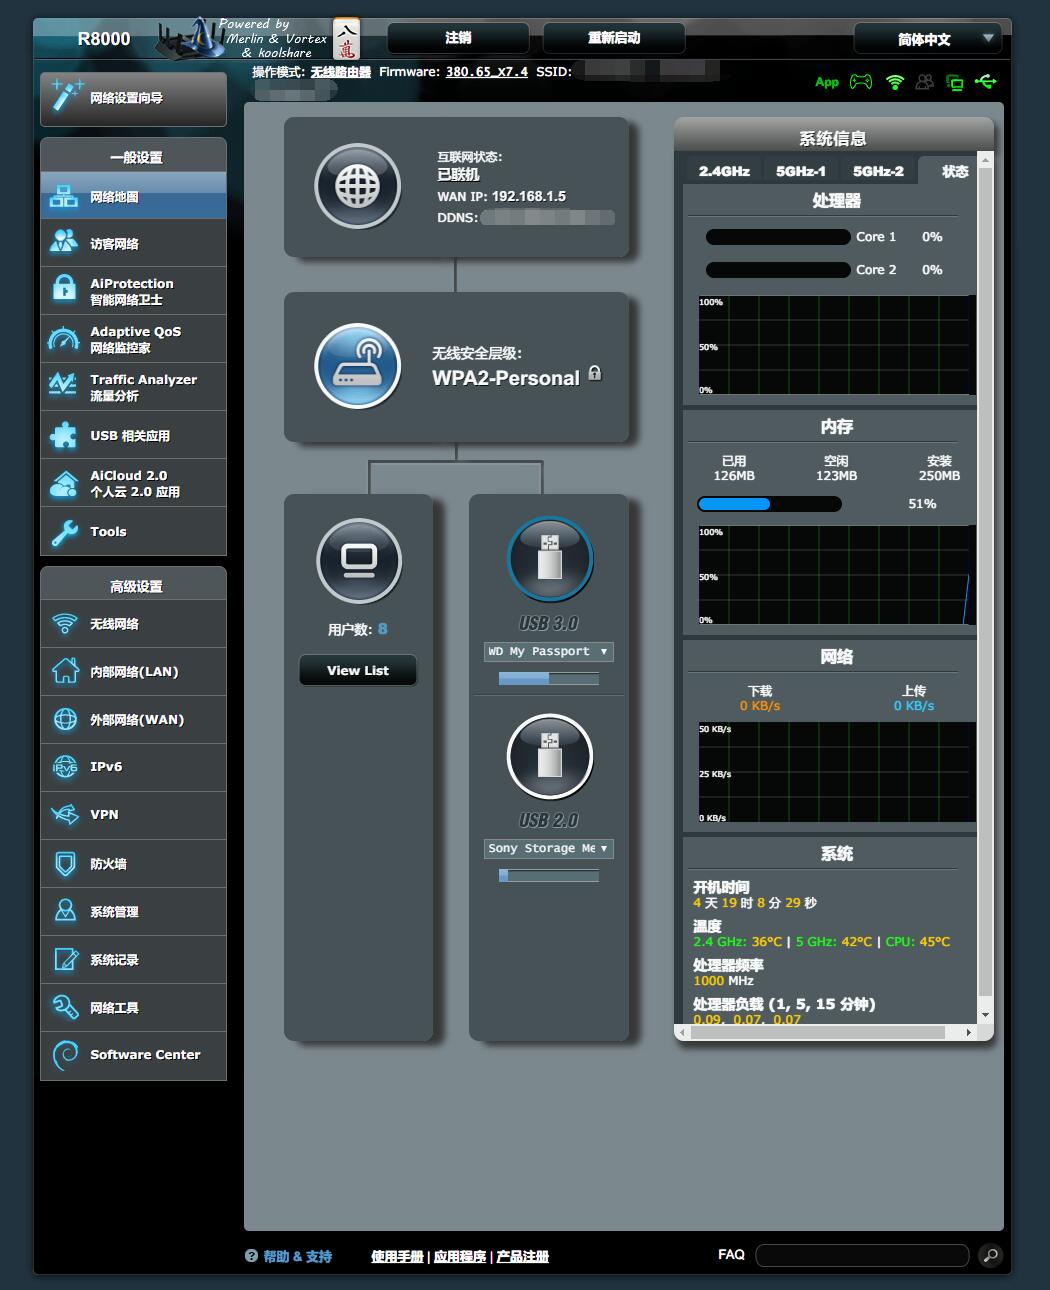 R8000
Powered by
Merlin & Vortex
& koolshare
八
萬
注销
重新启动
简体中文
操作模式: 无线路由器 Firmware: 380.65_X7.4 SSID:
App
网络设置向导
一般设置
网络地图
访客网络
AiProtection
智能网络卫士
Adaptive QoS
网络监控家
Traffic Analyzer
流量分析
USB 相关应用
AiCloud 2.0
个人云 2.0 应用
Tools
高级设置
无线网络
内部网络(LAN)
外部网络(WAN)
IPv6
IPv6
VPN
防火墙
系统管理
系统记录
网络工具
Software Center
互联网状态:
已联机
WAN IP: 192.168.1.5
DDNS:
无线安全层级:
WPA2-Personal
用户数: 8
View List
USB 3.0
WD My Passport
USB 2.0
Sony Storage Me
系统信息
2.4GHz 5GHz-1 5GHz-2 状态
处理器
Core 1 0%
Core 2 0%
100%
50%
0%
内存
已用 空闲 安装
126MB 123MB 250MB
51%
100%
50%
0%
网络
下载 上传
0 KB/s 0 KB/s
50 KB/s
25 KB/s
0 KB/s
系统
开机时间
4 天 19 时 8 分 29 秒
温度
2.4 GHz: 36°C | 5 GHz: 42°C | CPU: 45°C
处理器频率
1000 MHz
处理器负载 (1, 5, 15 分钟)
0.09, 0.07, 0.07
帮助 & 支持
使用手册 | 应用程序 | 产品注册
FAQ